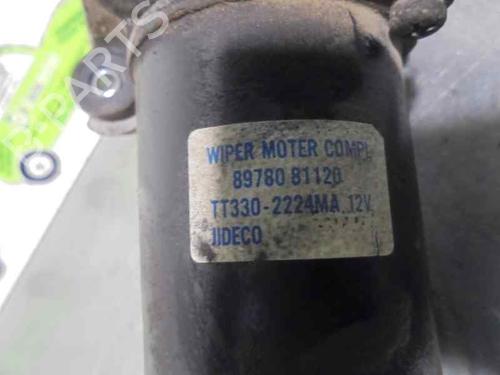 WIPER MOTER COMPL
89780 81120
TT330-2224MA 12V
JIDECO